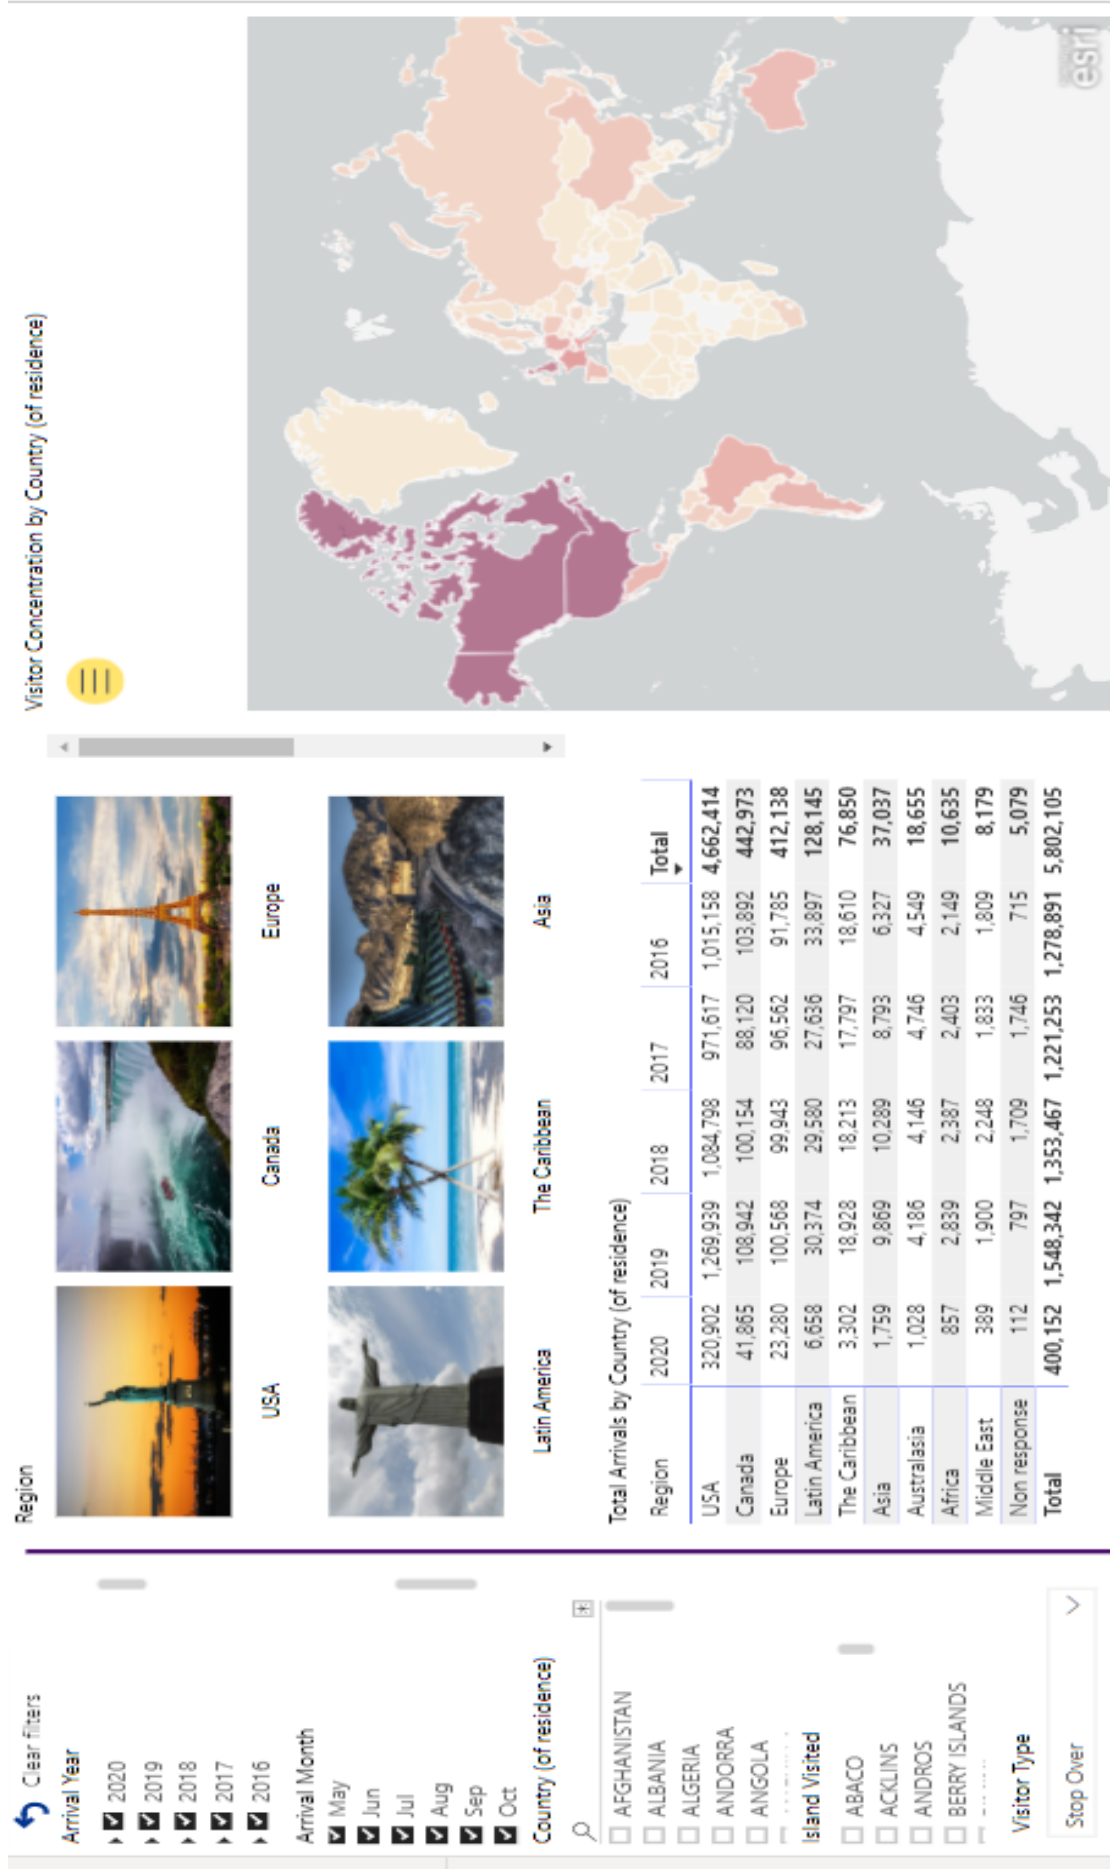 Clear filters
Arrival Year
2020
2019
2018
2017
2016
Arrival Month
May
Jun
Jul
Aug
Sep
Oct
Country (of residence)
AFGHANISTAN
ALBANIA
ALGERIA
ANDORRA
ANGOLA
Island Visited
ABACO
ACKLINS
ANDROS
BERRY ISLANDS
Visitor Type
Stop Over
Region
USA Canada Europe
Latin America The Caribbean Asia
Total Arrivals by Country (of residence)
Region 2020 2019 2018 2017 2016 Total
USA 320,902 1,269,939 1,084,798 971,617 1,015,158 4,662,414
Canada 41,865 108,942 100,154 88,120 103,892 442,973
Europe 23,280 100,568 99,943 96,562 91,785 412,138
Latin America 6,658 30,374 29,580 27,636 33,897 128,145
The Caribbean 3,302 18,928 18,213 17,797 18,610 76,850
Asia 1,759 9,869 10,289 8,793 6,327 37,037
Australasia 1,028 4,186 4,146 4,746 4,549 18,655
Africa 857 2,839 2,387 2,403 2,149 10,635
Middle East 389 1,900 2,248 1,833 1,809 8,179
Non response 112 797 1,709 1,746 715 5,079
Total 400,152 1,548,342 1,353,467 1,221,253 1,278,891 5,802,105
Visitor Concentration by Country (of residence)
esri